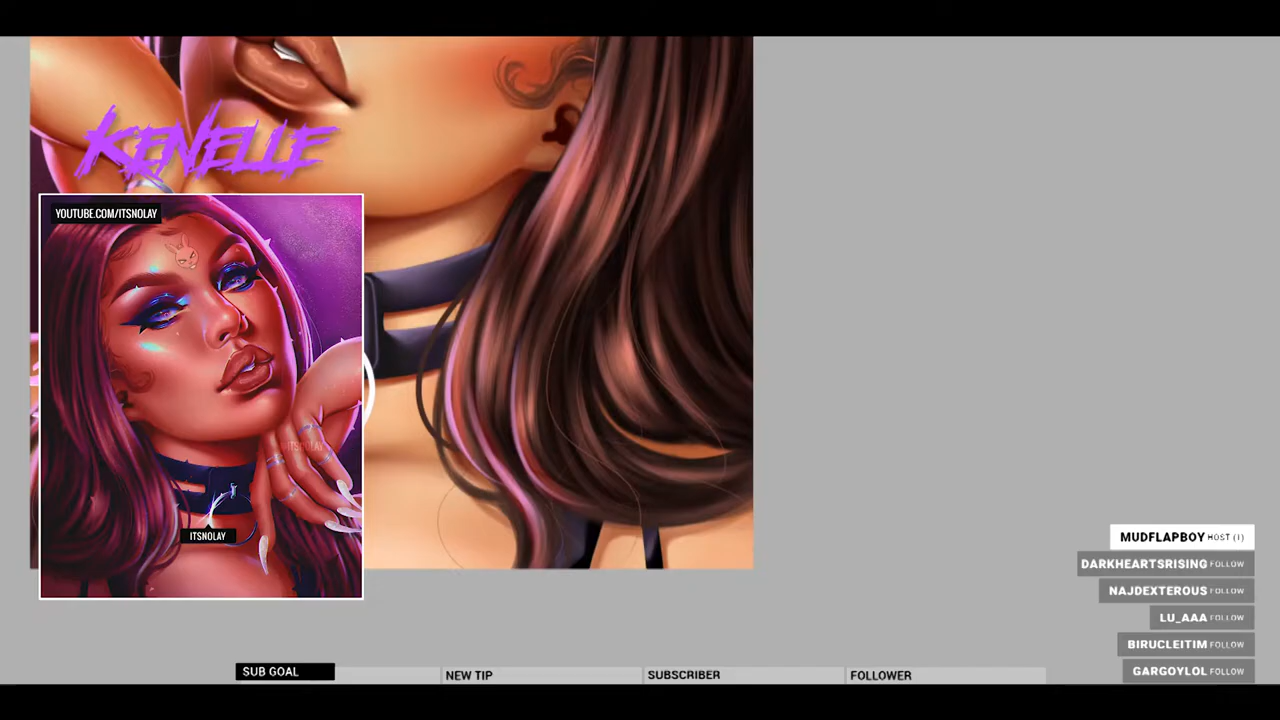 KENELLE
YOUTUBE.COM/ITSNOLAY
@ITSNOLAY
ITSNOLAY
MUDFLAPBOY HOST (1)
DARKHEARTSRISING FOLLOW
NAJDEXTEROUS FOLLOW
LU_AAA FOLLOW
BIRUCLEITIM FOLLOW
GARGOYLOL FOLLOW
SUB GOAL
NEW TIP
SUBSCRIBER
FOLLOWER